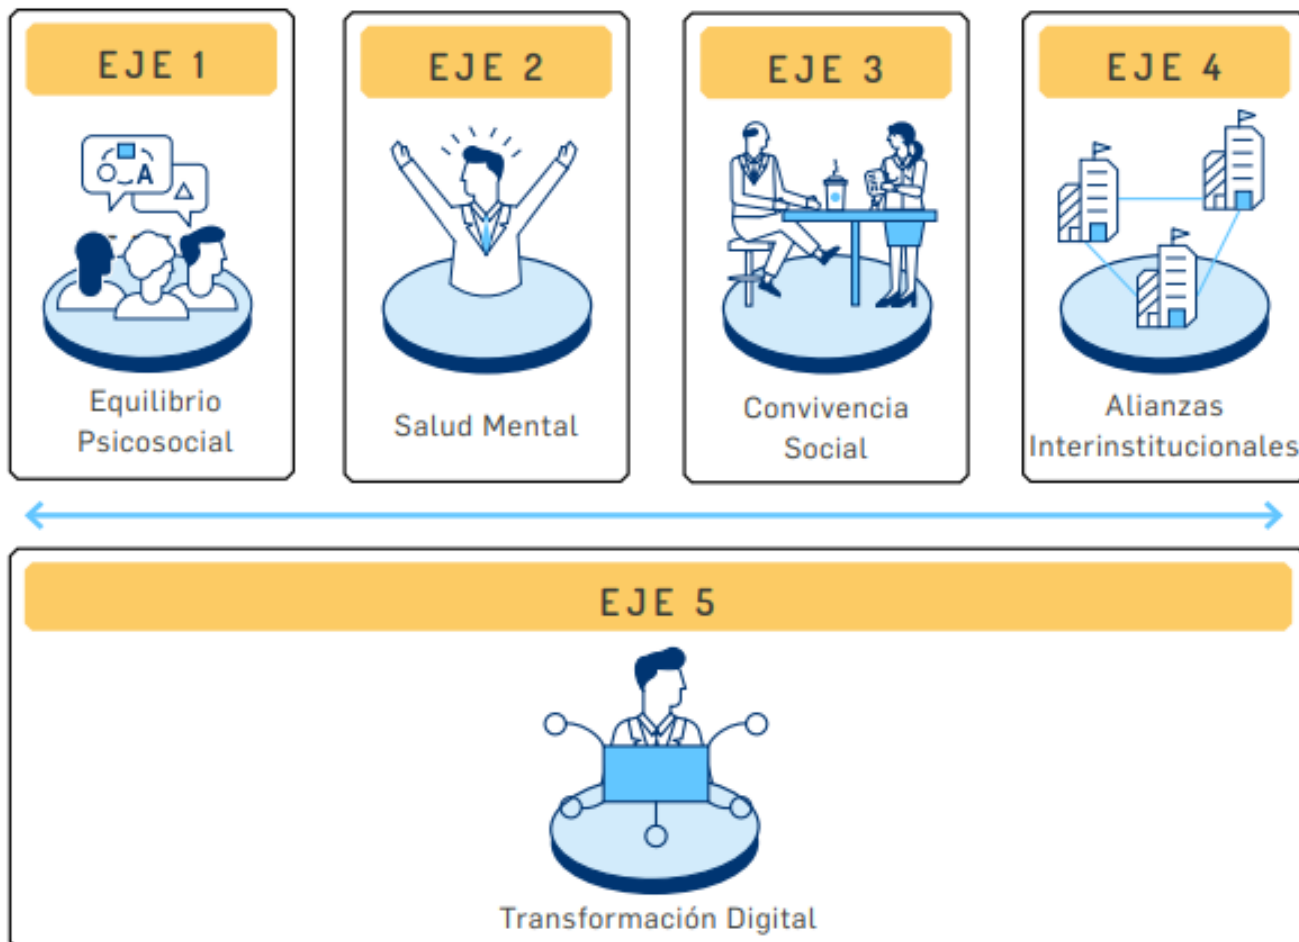 EJE 1
Equilibrio
Psicosocial
EJE 2
Salud Mental
EJE 3
Convivencia
Social
EJE 4
Alianzas
Interinstitucionales
EJE 5
Transformación Digital
A